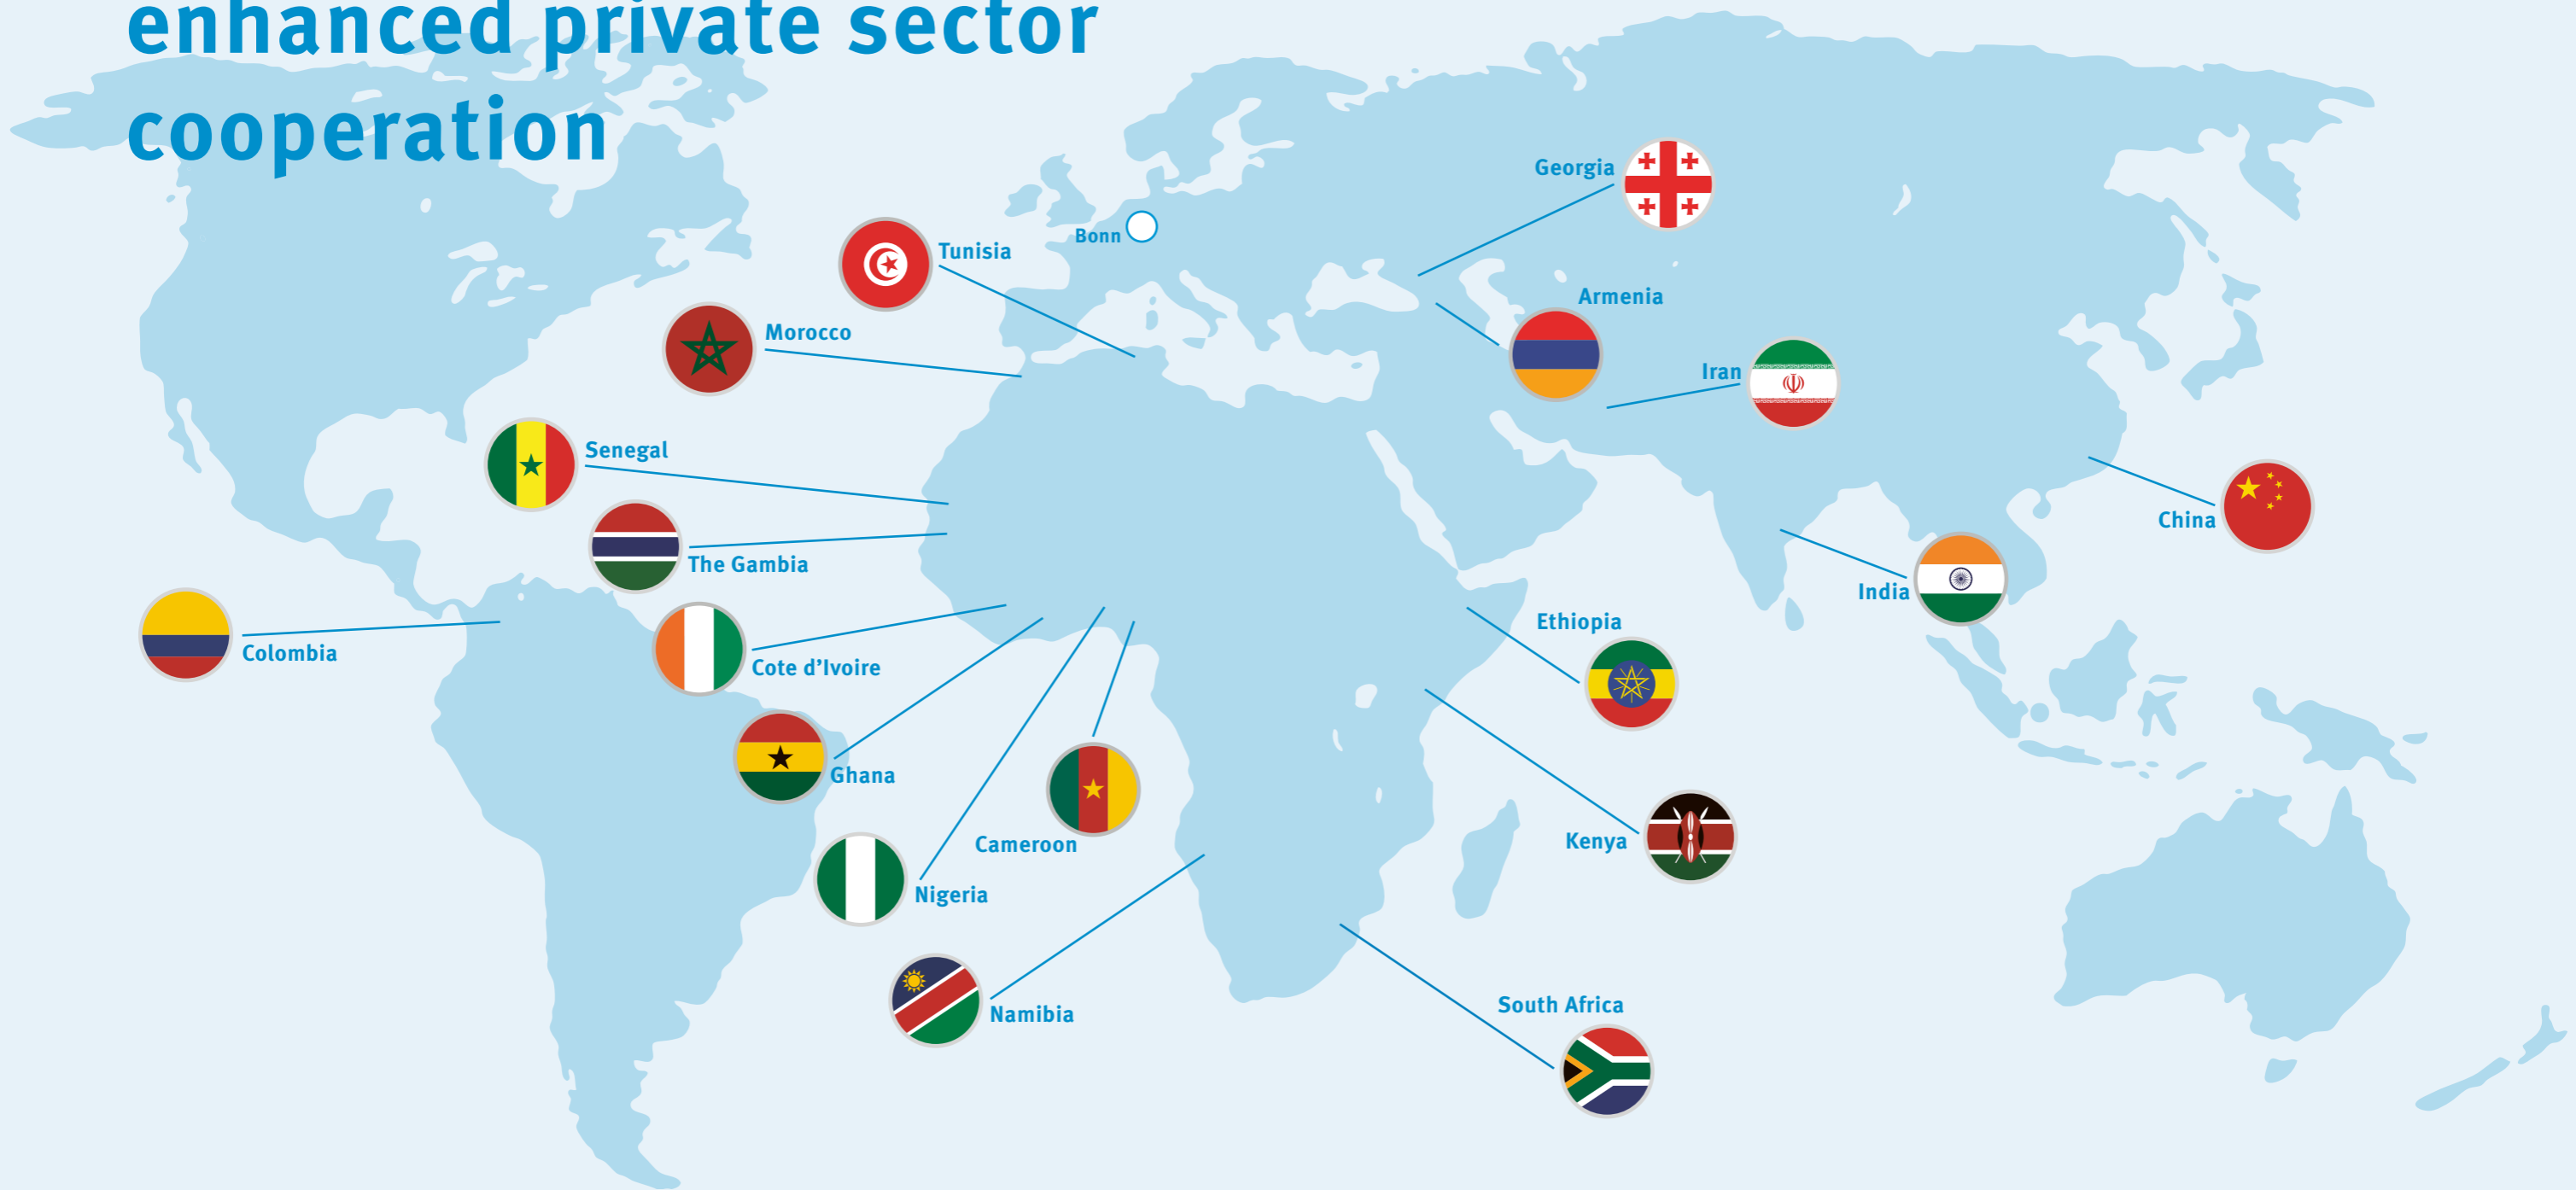 enhanced private sector
cooperation
Georgia
Bonn
Tunisia
Armenia
Morocco
Iran
Senegal
China
The Gambia
India
Ethiopia
Colombia
Cote d’Ivoire
Ghana
Kenya
Cameroon
Nigeria
South Africa
Namibia